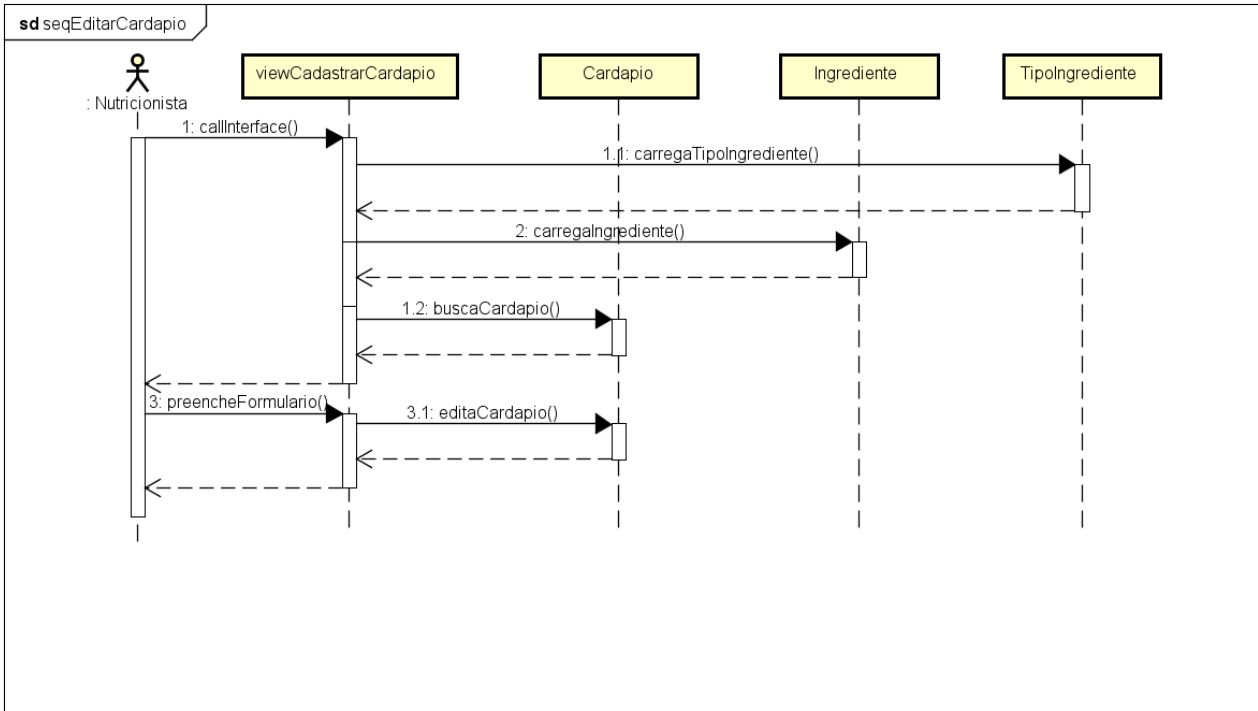 sd seqEditarCardapio
viewCadastrarCardapio
Cardapio
Ingrediente
TipoIngrediente
: Nutricionista
1: callInterface()
1.1: carregaTipoIngrediente()
2: carregaIngrediente()
1.2: buscaCardapio()
3: preencheFormulario()
3.1: editaCardapio()